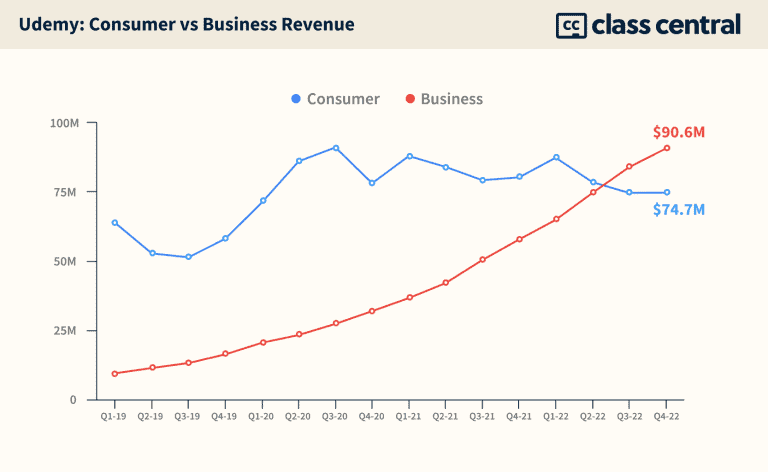 Udemy: Consumer vs Business Revenue
cc class central
Consumer Business
100M
$90.6M
75M
$74.7M
50M
25M
0
Q1-19 Q2-19 Q3-19 Q4-19 Q1-20 Q2-20 Q3-20 Q4-20 Q1-21 Q2-21 Q3-21 Q4-21 Q1-22 Q2-22 Q3-22 Q4-22